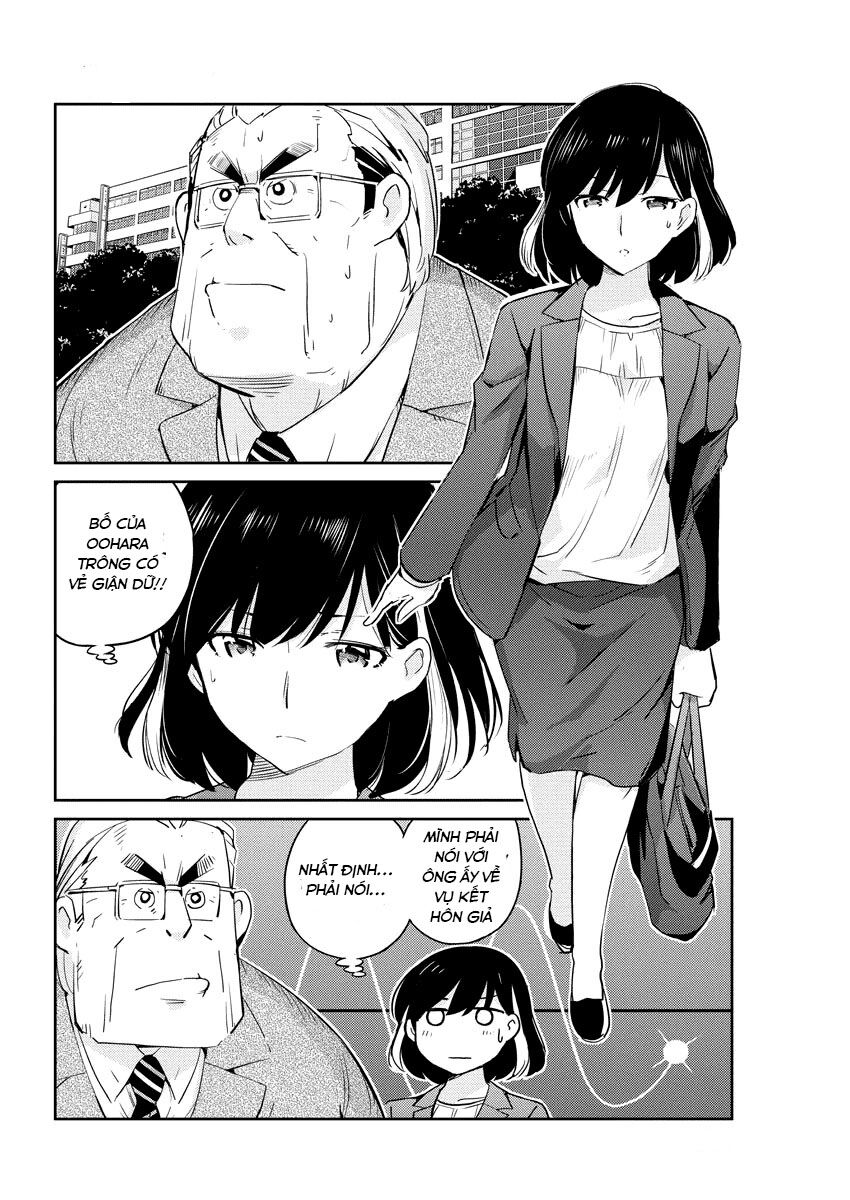 BỐ CỦA
OOHARA
TRÔNG CÓ
VẺ GIẬN DỮ!!
MÌNH PHẢI
NÓI VỚI
ÔNG ẤY VỀ
VỤ KẾT
HÔN GIẢ
NHẤT ĐỊNH...
PHẢI NÓI...